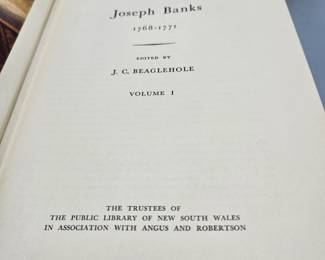 Joseph Banks
1768-1771
EDITED BY
J. C. BEAGLEHOLE
VOLUME I
THE TRUSTEES OF
THE PUBLIC LIBRARY OF NEW SOUTH WALES
IN ASSOCIATION WITH ANGUS AND ROBERTSON